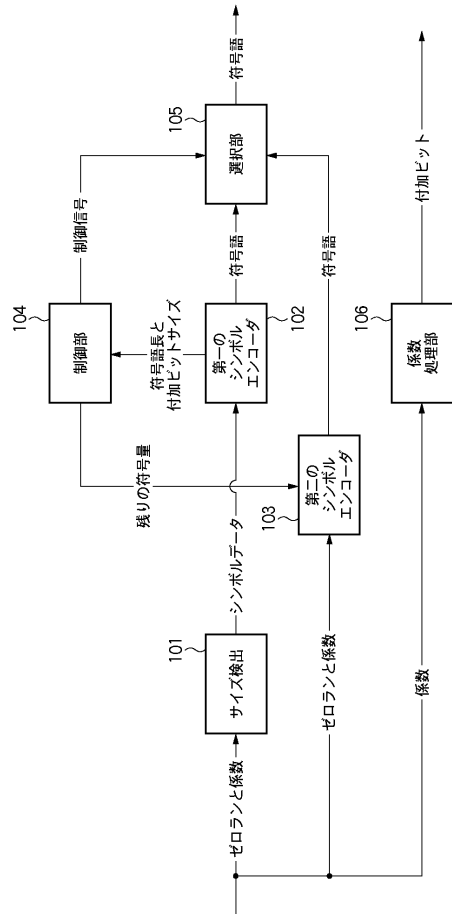 ゼロランと係数
101
サイズ検出
シンボルデータ
102
第一の
シンボル
エンコーダ
符号語長と
付加ビットサイズ
104
制御部
制御信号
残りの符号量
符号語
105
選択部
符号語
ゼロランと係数
103
第二の
シンボル
エンコーダ
符号語
係数
106
係数
処理部
付加ビット